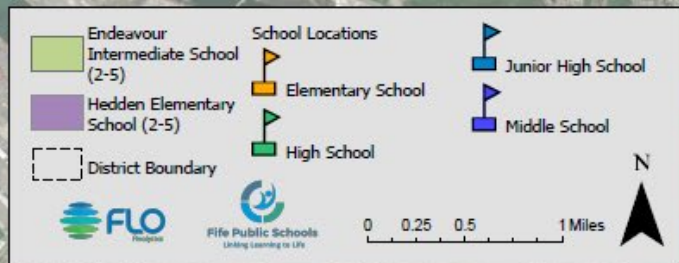 Endeavour
Intermediate School
(2-5)
Hedden Elementary
School (2-5)
District Boundary
School Locations
Elementary School
High School
Junior High School
Middle School
FLO
Analytics
Fife Public Schools
Linking Learning to Life
0 0.25 0.5 1 Miles
N